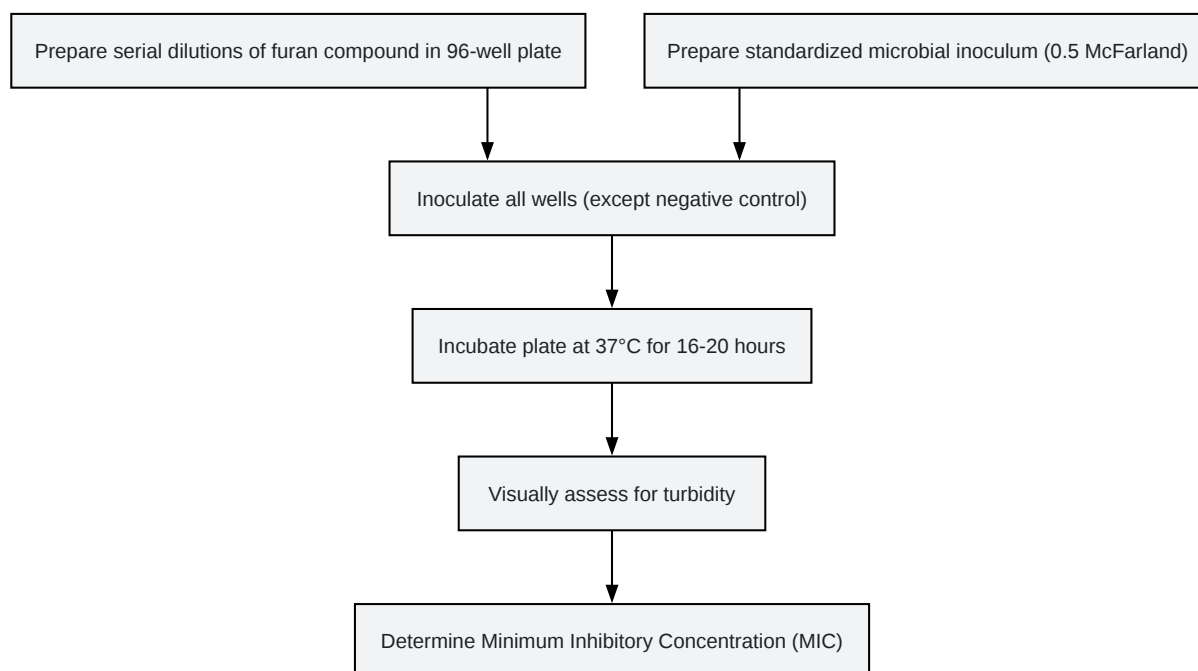 Prepare serial dilutions of furan compound in 96-well plate
Prepare standardized microbial inoculum (0.5 McFarland)
Inoculate all wells (except negative control)
Incubate plate at 37°C for 16-20 hours
Visually assess for turbidity
Determine Minimum Inhibitory Concentration (MIC)